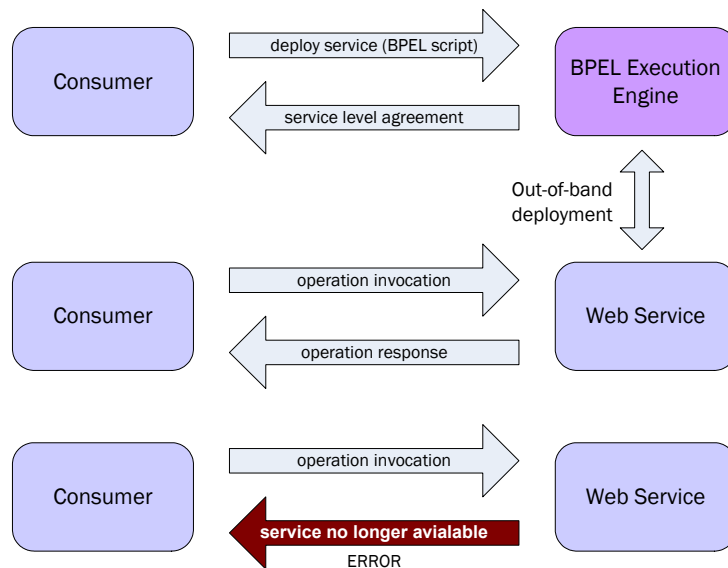 Consumer
deploy service (BPEL script)
service level agreement
BPEL Execution
Engine
Out-of-band
deployment
Consumer
operation invocation
operation response
Web Service
Consumer
operation invocation
service no longer avialable
ERROR
Web Service